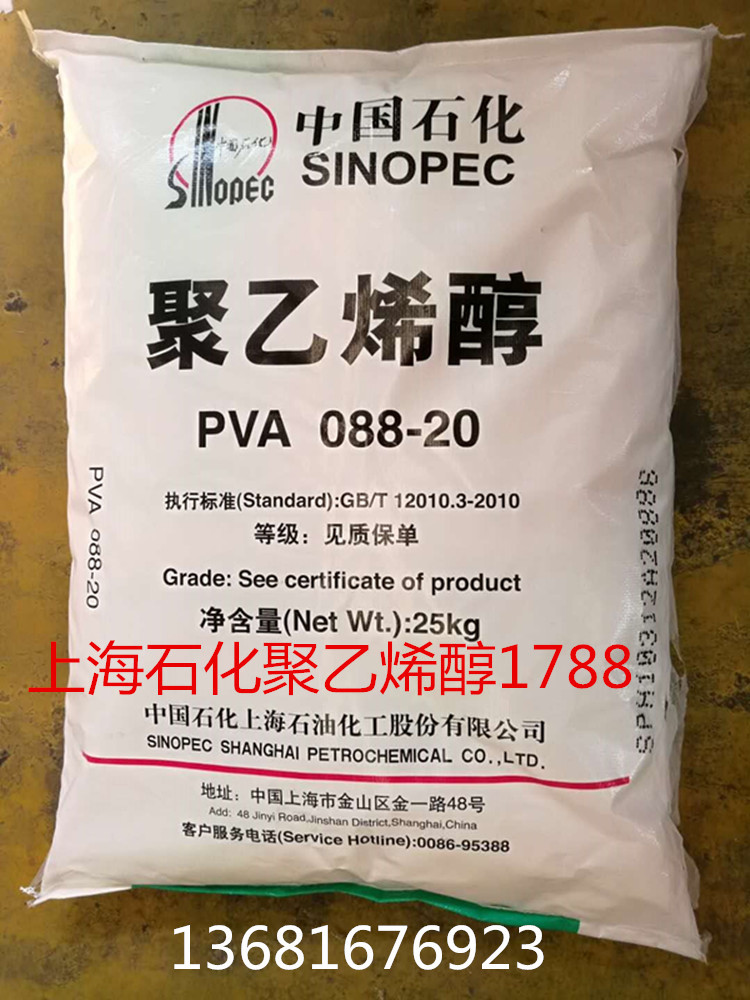 中国石化
SINOPEC
中国石化
SINOPEC
聚乙烯醇
PVA 088-20
PVA 088-20
执行标准(Standard):GB/T 12010.3-2010
等级：见质保单
Grade: See certificate of product
净含量(Net Wt.):25kg
上海石化聚乙烯醇1788
中国石化上海石油化工股份有限公司
SINOPEC SHANGHAI PETROCHEMICAL CO.,LTD.
地址：中国上海市金山区金一路48号
Add: 48 Jinyi Road,Jinshan District,Shanghai,China
客户服务电话(Service Hotline):0086-95388
13681676923